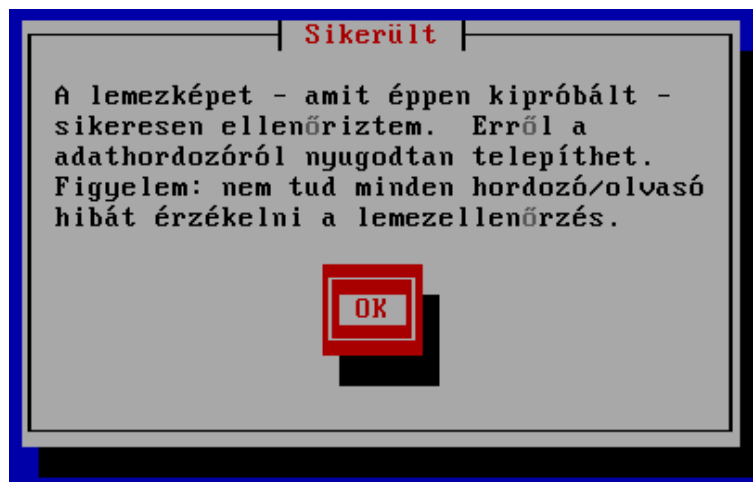 Sikerült
A lemezképet - amit éppen kipróbált -
sikeresen ellenőriztem.  Erről a
adathordozóról nyugodtan telepíthet.
Figyelem: nem tud minden hordozó/olvasó
hibát érzékelni a lemezellenőrzés.
OK